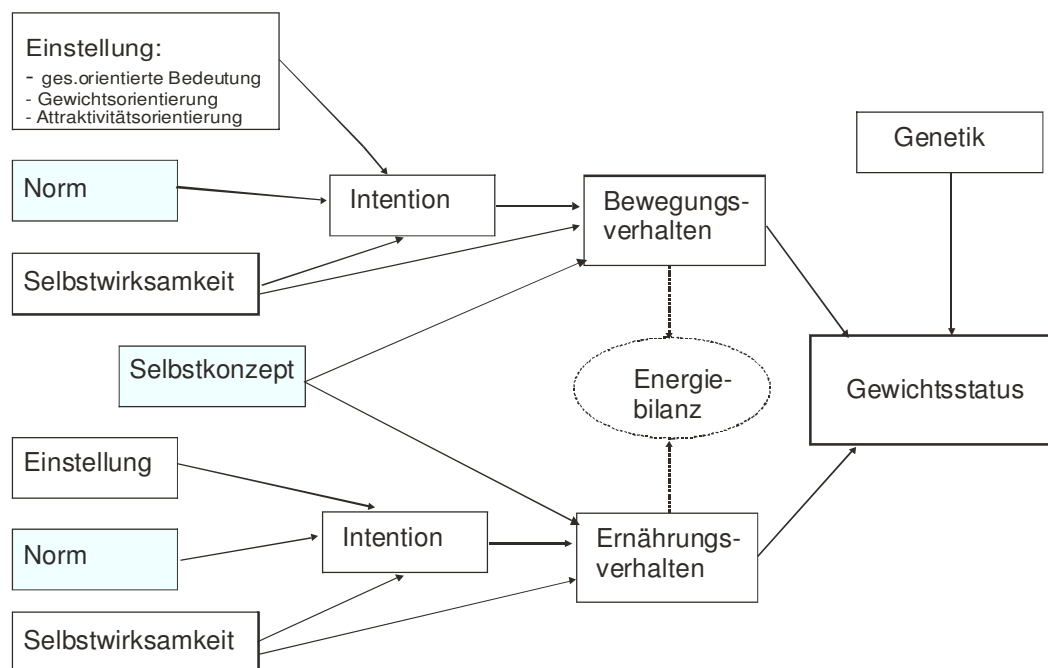 Einstellung:
- ges.orientierte Bedeutung
- Gewichtsorientierung
- Attraktivitätsorientierung
Genetik
Norm
Intention
Bewegungs-
verhalten
Selbstwirksamkeit
Selbstkonzept
Energie-
bilanz
Gewichtsstatus
Einstellung
Norm
Intention
Ernährungs-
verhalten
Selbstwirksamkeit